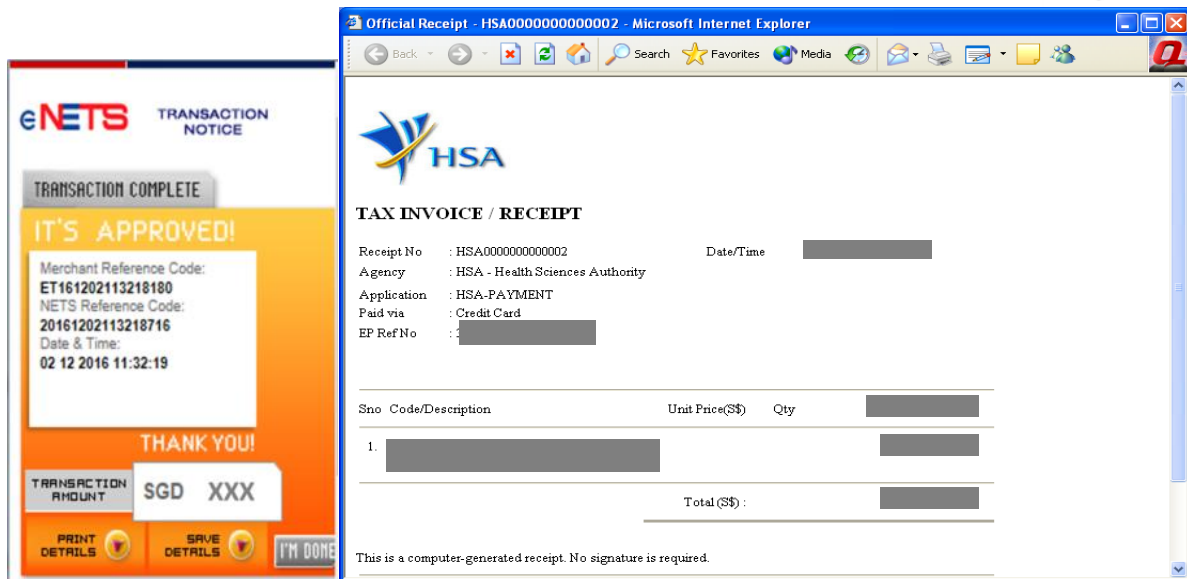 eNETS
TRANSACTION
NOTICE
TRANSACTION COMPLETE
IT'S APPROVED!
Merchant Reference Code:
ET161202113218180
NETS Reference Code:
20161202113218716
Date & Time:
02 12 2016 11:32:19
THANK YOU!
TRANSACTION
AMOUNT
SGD XXX
PRINT
DETAILS
SAVE
DETAILS
I'M DONE
Official Receipt - HSA0000000000002 - Microsoft Internet Explorer
Back Search Favorites Media
HSA
TAX INVOICE / RECEIPT
Receipt No : HSA0000000000002 Date/Time
Agency : HSA - Health Sciences Authority
Application : HSA-PAYMENT
Paid via : Credit Card
EP Ref No :
Sno Code/Description Unit Price(S$) Qty
1.
Total (S$) :
This is a computer-generated receipt. No signature is required.